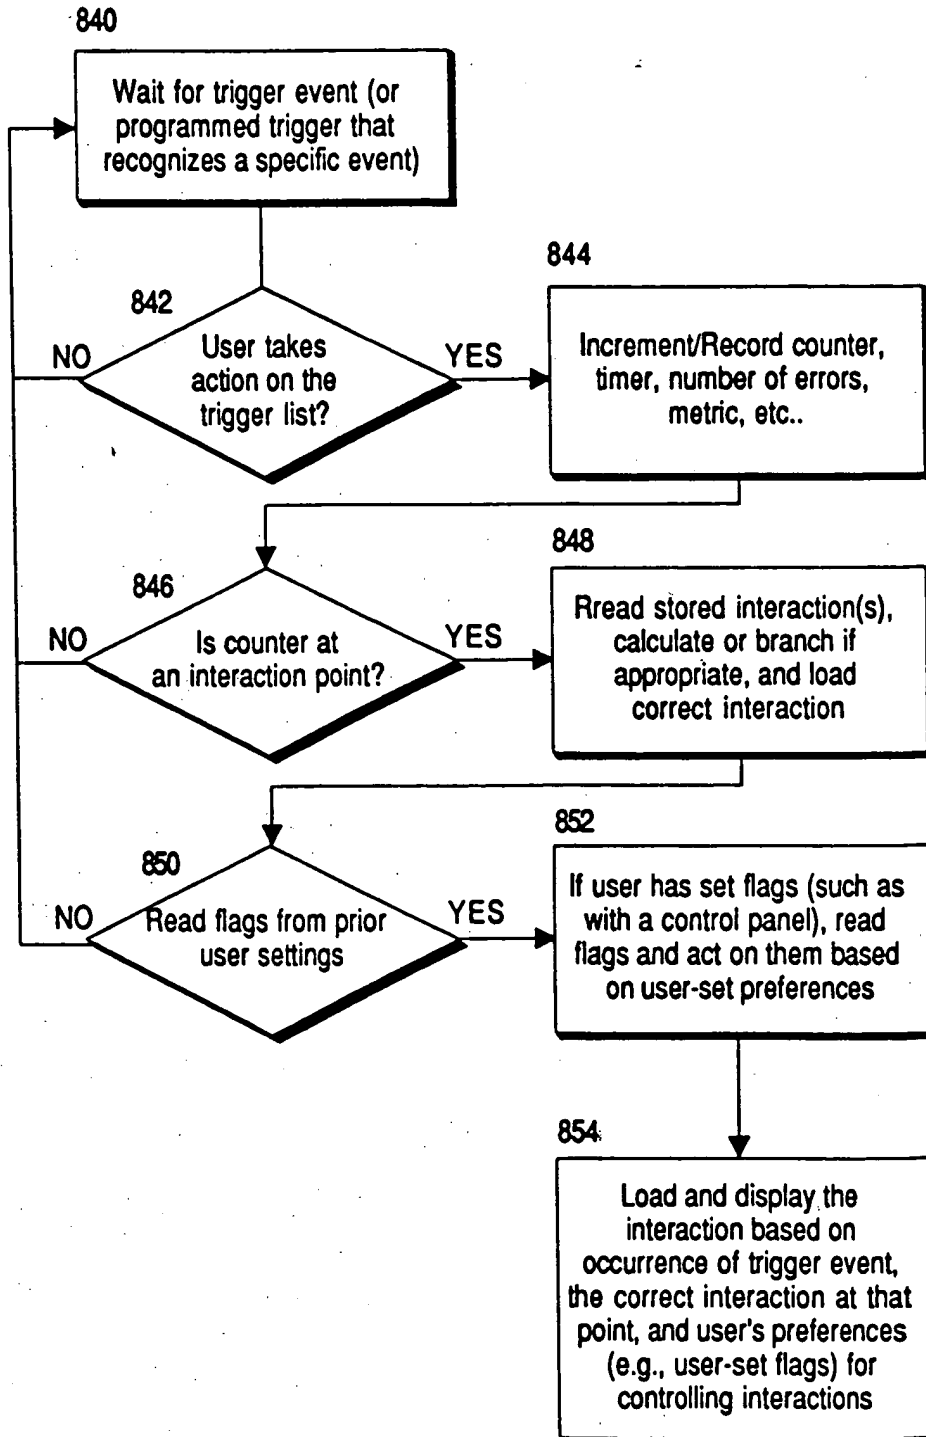 840
Wait for trigger event (or
programmed trigger that
recognizes a specific event)
842
NO
User takes
action on the
trigger list?
YES
844
Increment/Record counter,
timer, number of errors,
metric, etc..
846
NO
Is counter at
an interaction point?
YES
848
Rread stored interaction(s),
calculate or branch if
appropriate, and load
correct interaction
850
NO
Read flags from prior
user settings
YES
852
If user has set flags (such as
with a control panel), read
flags and act on them based
on user-set preferences
854
Load and display the
interaction based on
occurrence of trigger event,
the correct interaction at that
point, and user's preferences
(e.g., user-set flags) for
controlling interactions